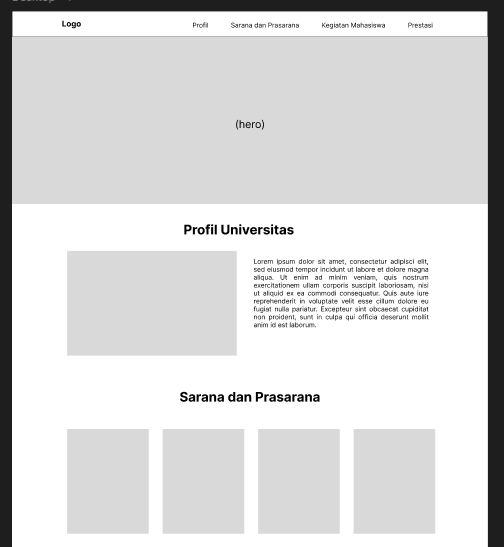 Logo
Profil
Sarana dan Prasarana
Kegiatan Mahasiswa
Prestasi
(hero)
Profil Universitas
Lorem ipsum dolor sit amet, consectetur adipisci elit,
sed eiusmod tempor incidunt ut labore et dolore magna
aliqua. Ut enim ad minim veniam, quis nostrum
exercitationem ullam corporis suscipit laboriosam, nisi
ut aliquid ex ea commodi consequatur. Quis aute iure
reprehenderit in voluptate velit esse cillum dolore eu
fugiat nulla pariatur. Excepteur sint obcaecat cupiditat
non proident, sunt in culpa qui officia deserunt mollit
anim id est laborum.
Sarana dan Prasarana